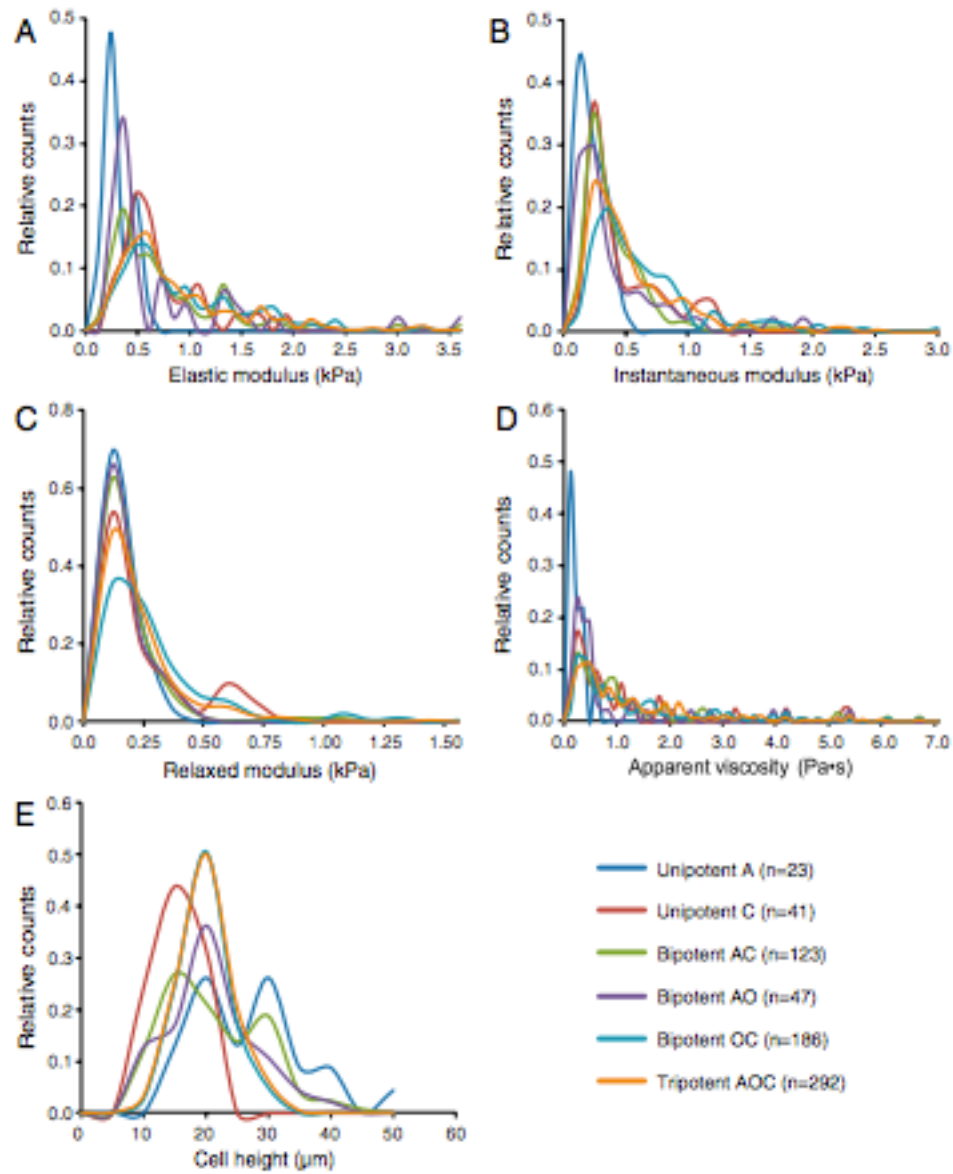 A
Relative counts
0.5
0.4
0.3
0.2
0.1
0.0
0.0 0.5 1.0 1.5 2.0 2.5 3.0 3.5
Elastic modulus (kPa)
B
Relative counts
0.5
0.4
0.3
0.2
0.1
0.0
0.0 0.5 1.0 1.5 2.0 2.5 3.0
Instantaneous modulus (kPa)
C
Relative counts
0.8
0.6
0.4
0.2
0.0
0.0 0.25 0.50 0.75 1.00 1.25 1.50
Relaxed modulus (kPa)
D
Relative counts
0.6
0.5
0.4
0.3
0.2
0.1
0.0
0.0 1.0 2.0 3.0 4.0 5.0 6.0 7.0
Apparent viscosity (Pa•s)
E
Relative counts
0.6
0.5
0.4
0.3
0.2
0.1
0.0
0 10 20 30 40 50 60
Cell height (μm)
Unipotent A (n=23)
Unipotent C (n=41)
Bipotent AC (n=123)
Bipotent AO (n=47)
Bipotent OC (n=186)
Tripotent AOC (n=292)